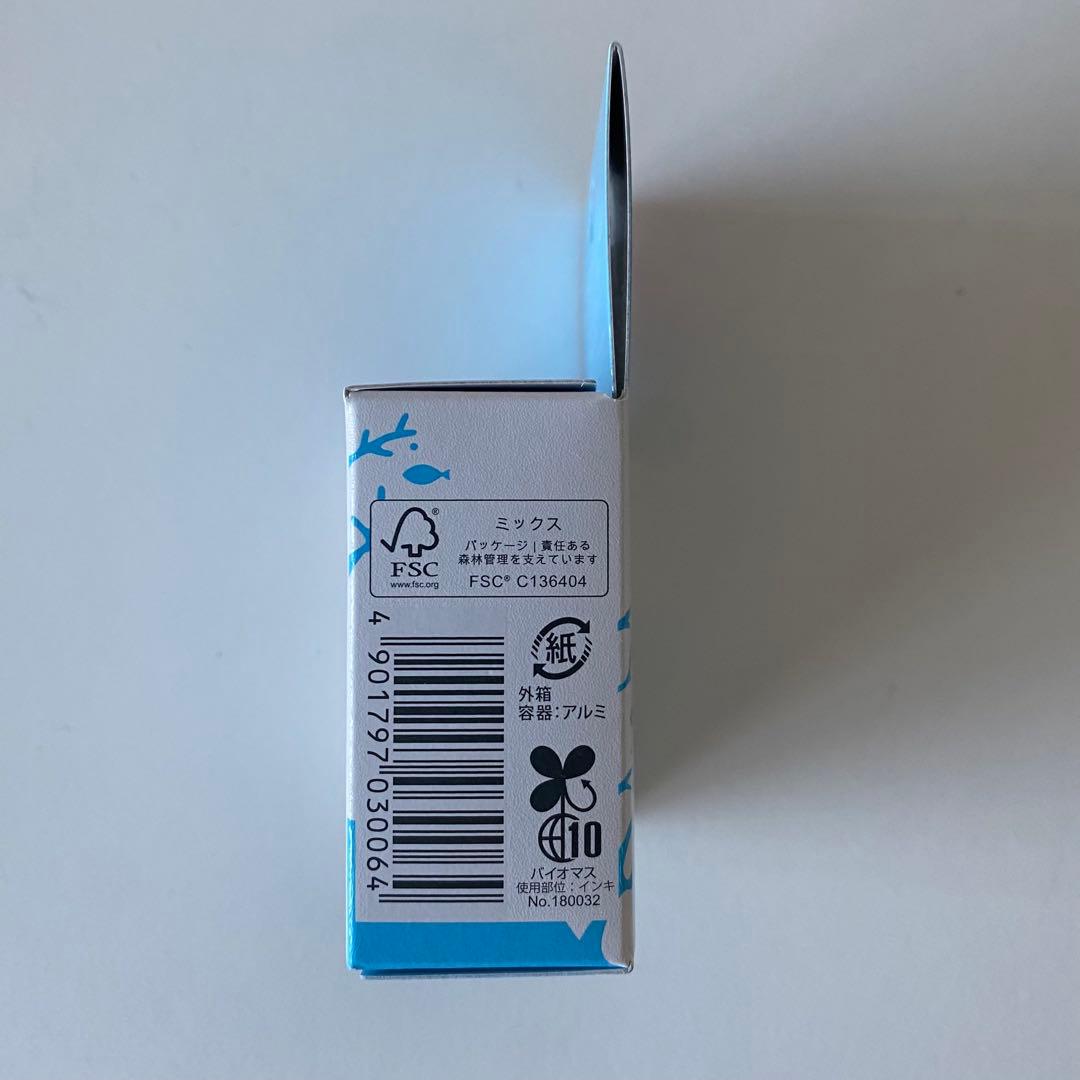 FSC
®
www.fsc.org
ミックス
パッケージ | 責任ある
森林管理を支えています
FSC® C136404
4 901797 030064
紙
外箱
容器：アルミ
10
バイオマス
使用部位：インキ
No.180032